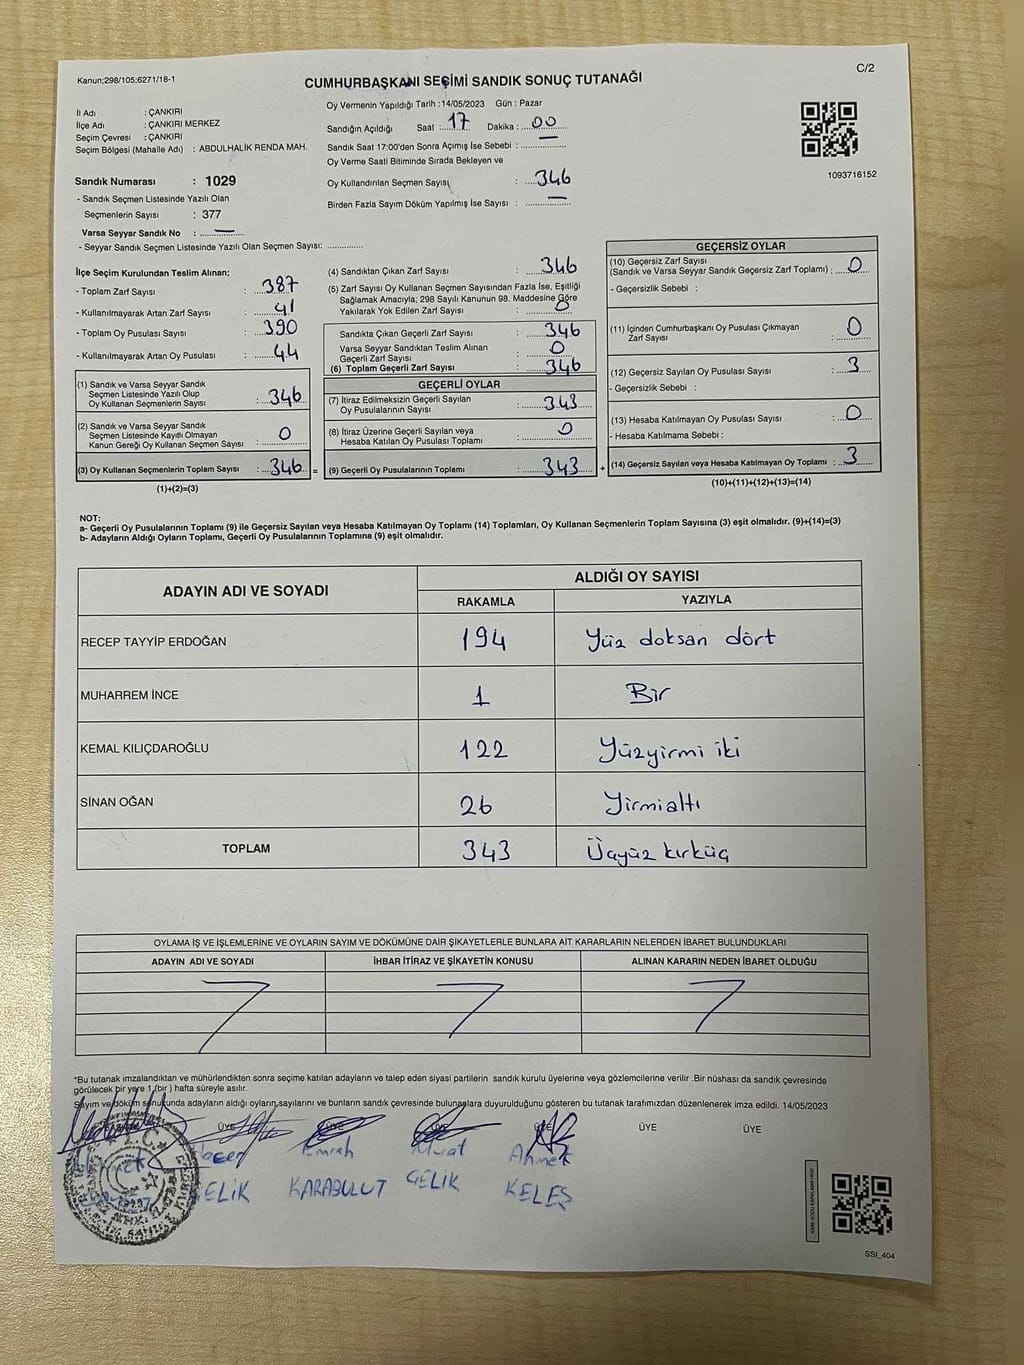 Kanun;298/105;6271/18-1
C/2
CUMHURBAŞKANI SEÇİMİ SANDIK SONUÇ TUTANAĞI
İl Adı : ÇANKIRI
İlçe Adı : ÇANKIRI MERKEZ
Seçim Çevresi : ÇANKIRI
Seçim Bölgesi (Mahalle Adı) : ABDULHALİK RENDA MAH.
Sandık Numarası : 1029
- Sandık Seçmen Listesinde Yazılı Olan
Seçmenlerin Sayısı : 377
Varsa Seyyar Sandık No : —
- Seyyar Sandık Seçmen Listesinde Yazılı Olan Seçmen Sayısı: ..............
Oy Vermenin Yapıldığı Tarih : 14/05/2023 Gün : Pazar
Sandığın Açıldığı Saat : 17 Dakika : 00
Sandık Saat 17:00'den Sonra Açımış İse Sebebi : —
Oy Verme Saati Bitiminde Sırada Bekleyen ve
Oy Kullandırılan Seçmen Sayısı : 346
Birden Fazla Sayım Döküm Yapılmış İse Sayısı : —
1093716152
İlçe Seçim Kurulundan Teslim Alınan;
- Toplam Zarf Sayısı : 387
- Kullanılmayarak Artan Zarf Sayısı : 41
- Toplam Oy Pusulası Sayısı : 390
- Kullanılmayarak Artan Oy Pusulası : 44
(1) Sandık ve Varsa Seyyar Sandık
Seçmen Listesinde Yazılı Olup
Oy Kullanan Seçmenlerin Sayısı : 346
(2) Sandık ve Varsa Seyyar Sandık
Seçmen Listesinde Kayıtlı Olmayan
Kanun Gereği Oy Kullanan Seçmen Sayısı : 0
(3) Oy Kullanan Seçmenlerin Toplam Sayısı : 346 =
(1)+(2)=(3)
(4) Sandıktan Çıkan Zarf Sayısı : 346
(5) Zarf Sayısı Oy Kullanan Seçmen Sayısından Fazla İse, Eşitliği
Sağlamak Amacıyla; 298 Sayılı Kanunun 98. Maddesine Göre
Yakılarak Yok Edilen Zarf Sayısı : 0
Sandıkta Çıkan Geçerli Zarf Sayısı : 346
Varsa Seyyar Sandıktan Teslim Alınan
Geçerli Zarf Sayısı : 0
(6) Toplam Geçerli Zarf Sayısı : 346
GEÇERLİ OYLAR
(7) İtiraz Edilmeksizin Geçerli Sayılan
Oy Pusulalarının Sayısı : 343
(8) İtiraz Üzerine Geçerli Sayılan veya
Hesaba Katılan Oy Pusulası Toplamı : 0
(9) Geçerli Oy Pusulalarının Toplamı : 343 +
GEÇERSİZ OYLAR
(10) Geçersiz Zarf Sayısı
(Sandık ve Varsa Seyyar Sandık Geçersiz Zarf Toplamı) : 0
- Geçersizlik Sebebi :
(11) İçinden Cumhurbaşkanı Oy Pusulası Çıkmayan
Zarf Sayısı : 0
(12) Geçersiz Sayılan Oy Pusulası Sayısı : 3
- Geçersizlik Sebebi :
(13) Hesaba Katılmayan Oy Pusulası Sayısı : 0
- Hesaba Katılmama Sebebi :
(14) Geçersiz Sayılan veya Hesaba Katılmayan Oy Toplamı : 3
(10)+(11)+(12)+(13)=(14)
NOT:
a- Geçerli Oy Pusulalarının Toplamı (9) ile Geçersiz Sayılan veya Hesaba Katılmayan Oy Toplamı (14) Toplamları, Oy Kullanan Seçmenlerin Toplam Sayısına (3) eşit olmalıdır. (9)+(14)=(3)
b- Adayların Aldığı Oyların Toplamı, Geçerli Oy Pusulalarının Toplamına (9) eşit olmalıdır.
ADAYIN ADI VE SOYADI ALDIĞI OY SAYISI
RAKAMLA YAZIYLA
RECEP TAYYİP ERDOĞAN 194 Yüz doksan dört
MUHARREM İNCE 1 Bir
KEMAL KILIÇDAROĞLU 122 Yüzyirmi iki
SİNAN OĞAN 26 Yirmialtı
TOPLAM 343 Üçyüz kırküç
OYLAMA İŞ VE İŞLEMLERİNE VE OYLARIN SAYIM VE DÖKÜMÜNE DAİR ŞİKAYETLERLE BUNLARA AİT KARARLARIN NELERDEN İBARET BULUNDUKLARI
ADAYIN ADI VE SOYADI İHBAR İTİRAZ VE ŞİKAYETİN KONUSU ALINAN KARARIN NEDEN İBARET OLDUĞU
*Bu tutanak imzalandıktan ve mühürlendikten sonra seçime katılan adayların ve talep eden siyasi partilerin sandık kurulu üyelerine veya gözlemcilerine verilir .Bir nüshası da sandık çevresinde
görülecek bir yere 1 (bir ) hafta süreyle asılır.
Sayım ve döküm sonucunda adayların aldığı oyların sayılarını ve bunların sandık çevresinde bulunanlara duyurulduğunu gösteren bu tutanak tarafımızdan düzenlenerek imza edildi. 14/05/2023
ÜYE ÜYE ÜYE
Emrah Murat Ahmet
ELİK KARABULUT ÇELİK KELEŞ
SSI_404